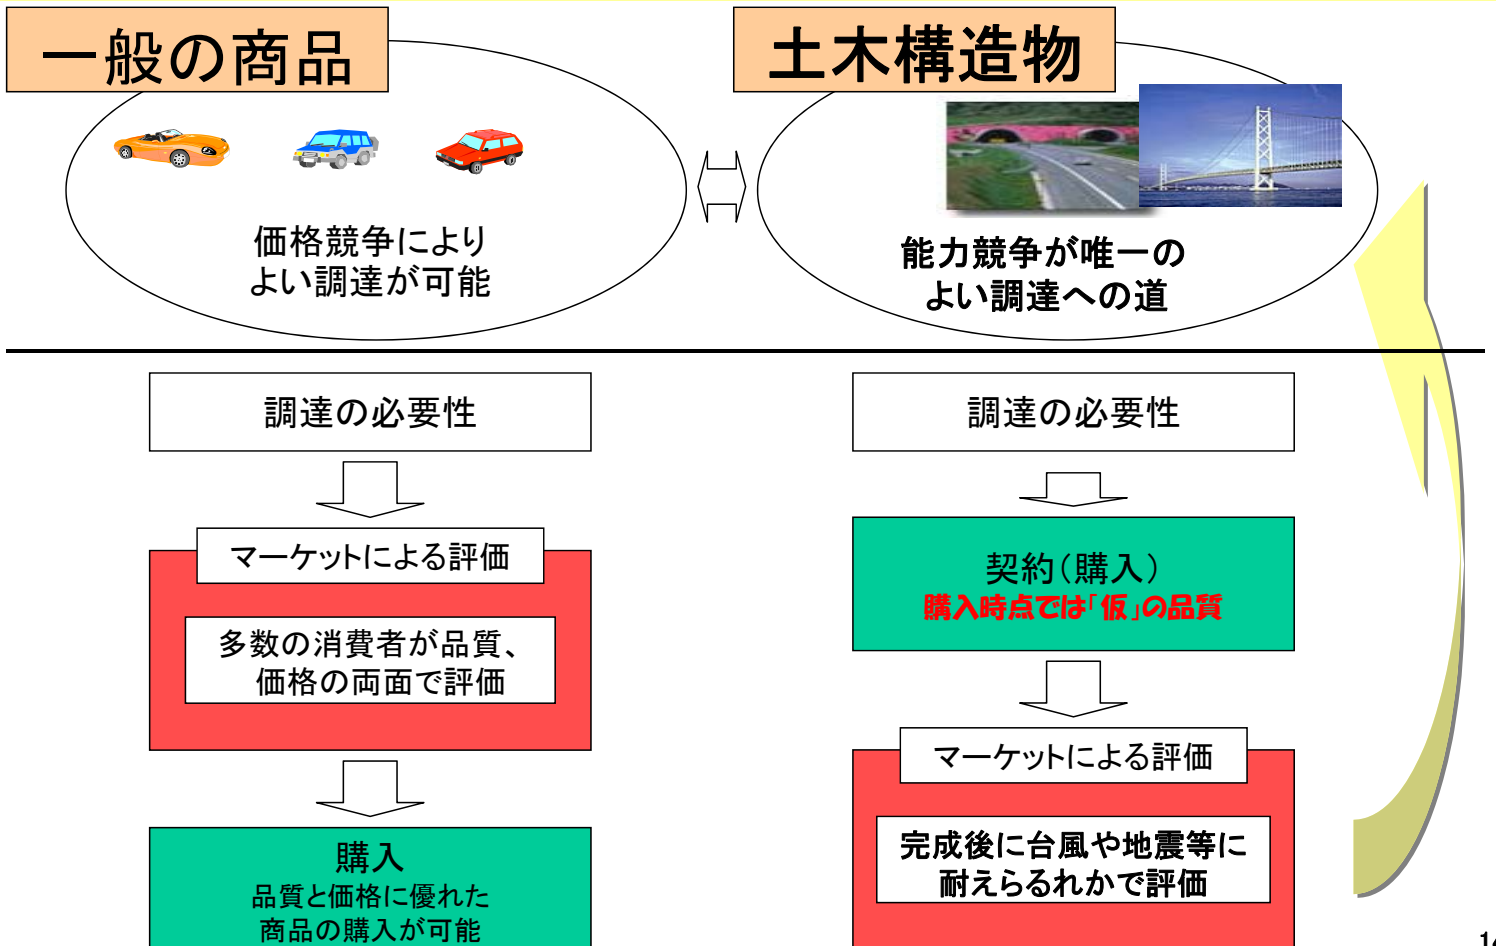 一般の商品
価格競争により
よい調達が可能
土木構造物
能力競争が唯一の
よい調達への道
調達の必要性
マーケットによる評価
多数の消費者が品質、
価格の両面で評価
購入
品質と価格に優れた
商品の購入が可能
調達の必要性
契約(購入)
購入時点では「仮」の品質
マーケットによる評価
完成後に台風や地震等に
耐えらるれかで評価